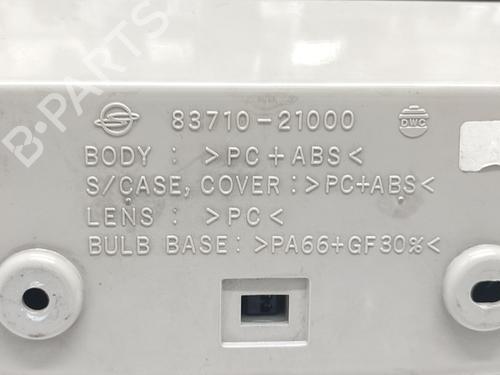 83710-21000 DWC
BODY : >PC+ABS<
S/CASE, COVER : >PC+ABS<
LENS : >PC<
BULB BASE : >PA66+GF30%<
B-Parts